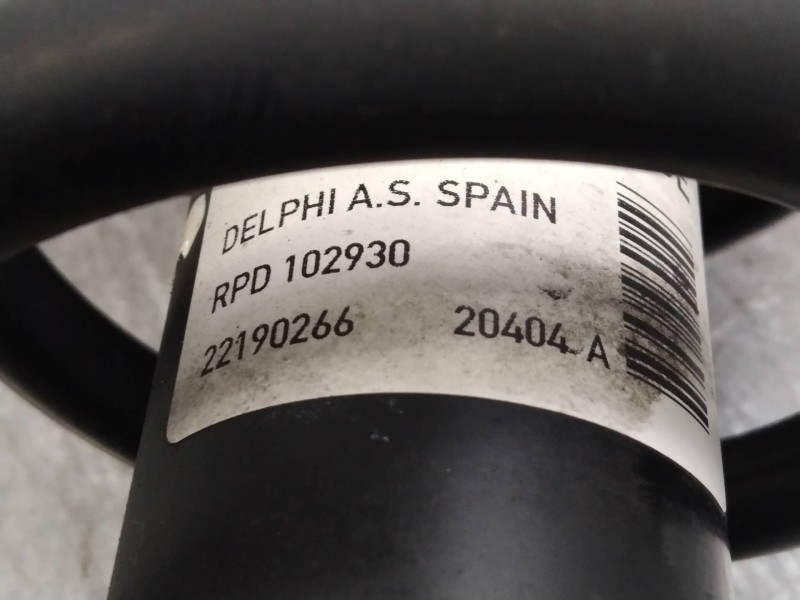 DELPHI A.S. SPAIN
RPD 102930
22190266 20404 A